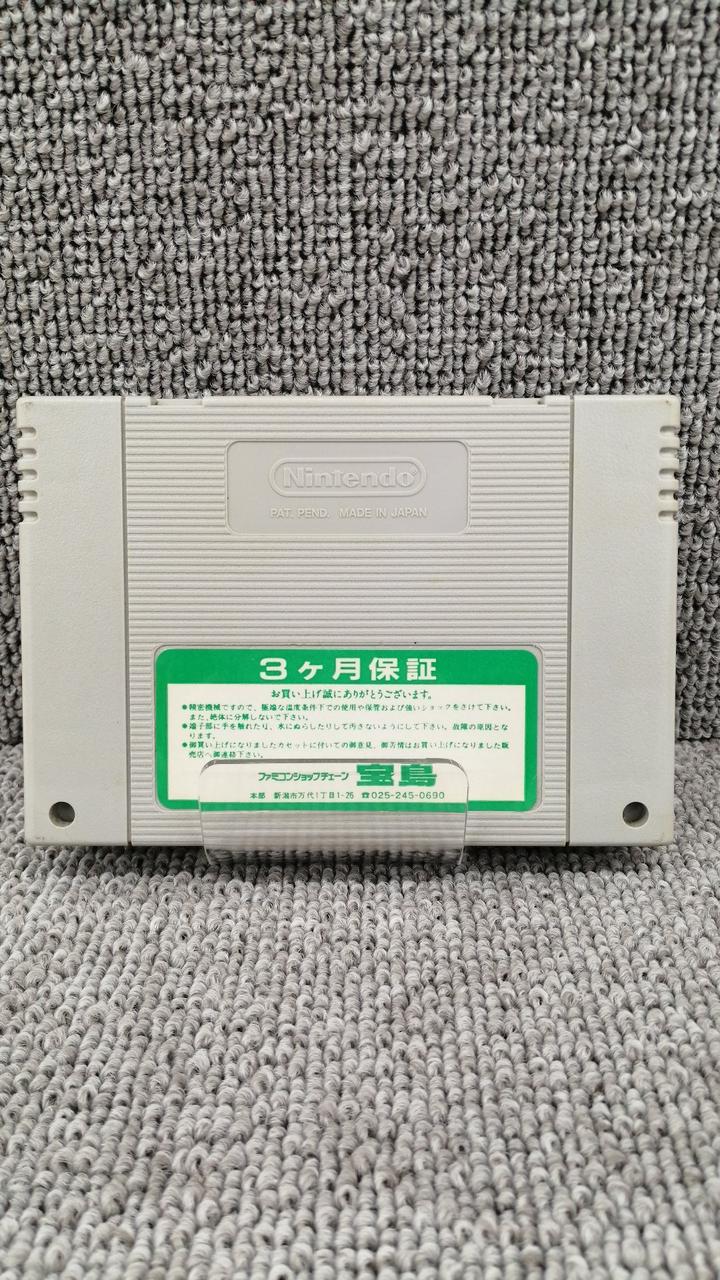 Nintendo
PAT. PEND. MADE IN JAPAN
3ヶ月保証
お買い上げ誠にありがとうございます。
●精密機械ですので、極端な温度条件下での使用や保管および強いショックをさけて下さい。
また、絶体に分解しないで下さい。
●端子部に手を触れたり、水にぬらしたりして汚さないようにして下さい。故障の原因とな
ります。
●御買い上げになりましたカセットに付いての御意見、御苦情はお買い上げになりました販
売店へ御連絡下さい。
ファミコンショップチェーン 宝島
本部 新潟市万代1丁目1-26 ☎025-245-0690